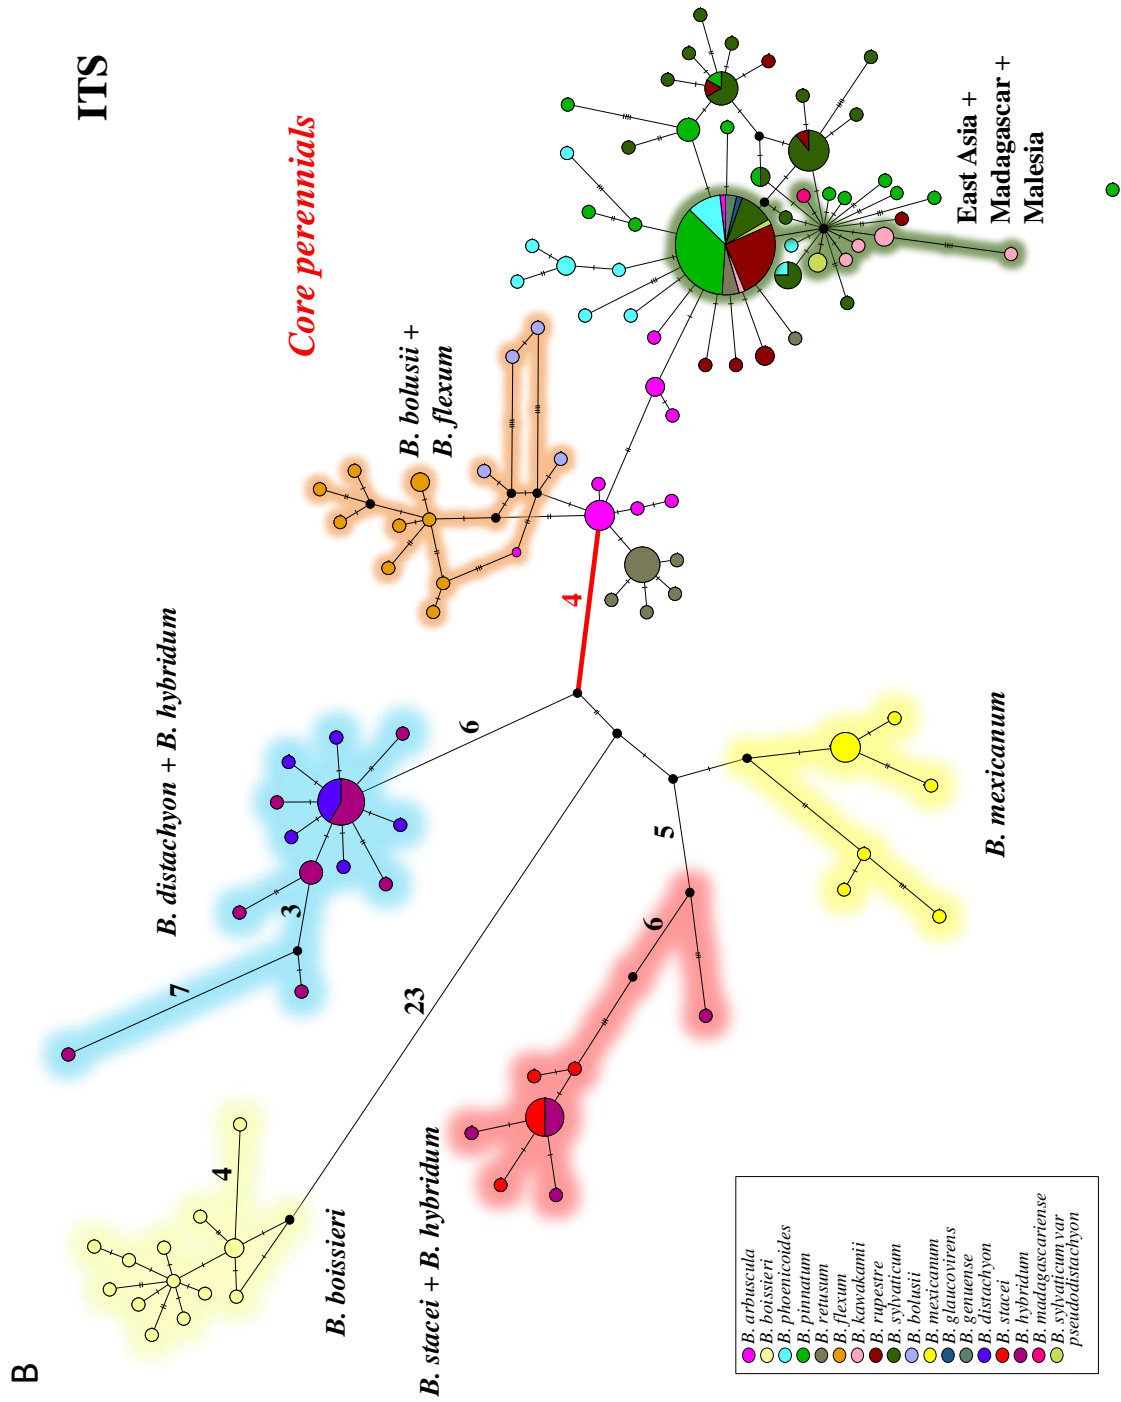 B
ITS
Core perennials
B. boissieri
4
23
B. stacei + B. hybridum
6
5
B. distachyon + B. hybridum
7
3
6
4
B. mexicanum
B. bolusii +
B. flexum
East Asia +
Madagascar +
Malesia
B. arbuscula
B. boissieri
B. phoenicoides
B. pinnatum
B. retusum
B. flexum
B. kawakamii
B. rupestre
B. sylvaticum
B. bolusii
B. mexicanum
B. glaucovirens
B. genuense
B. distachyon
B. stacei
B. hybridum
B. madagascariense
B. sylvaticum var
pseudodistachyon